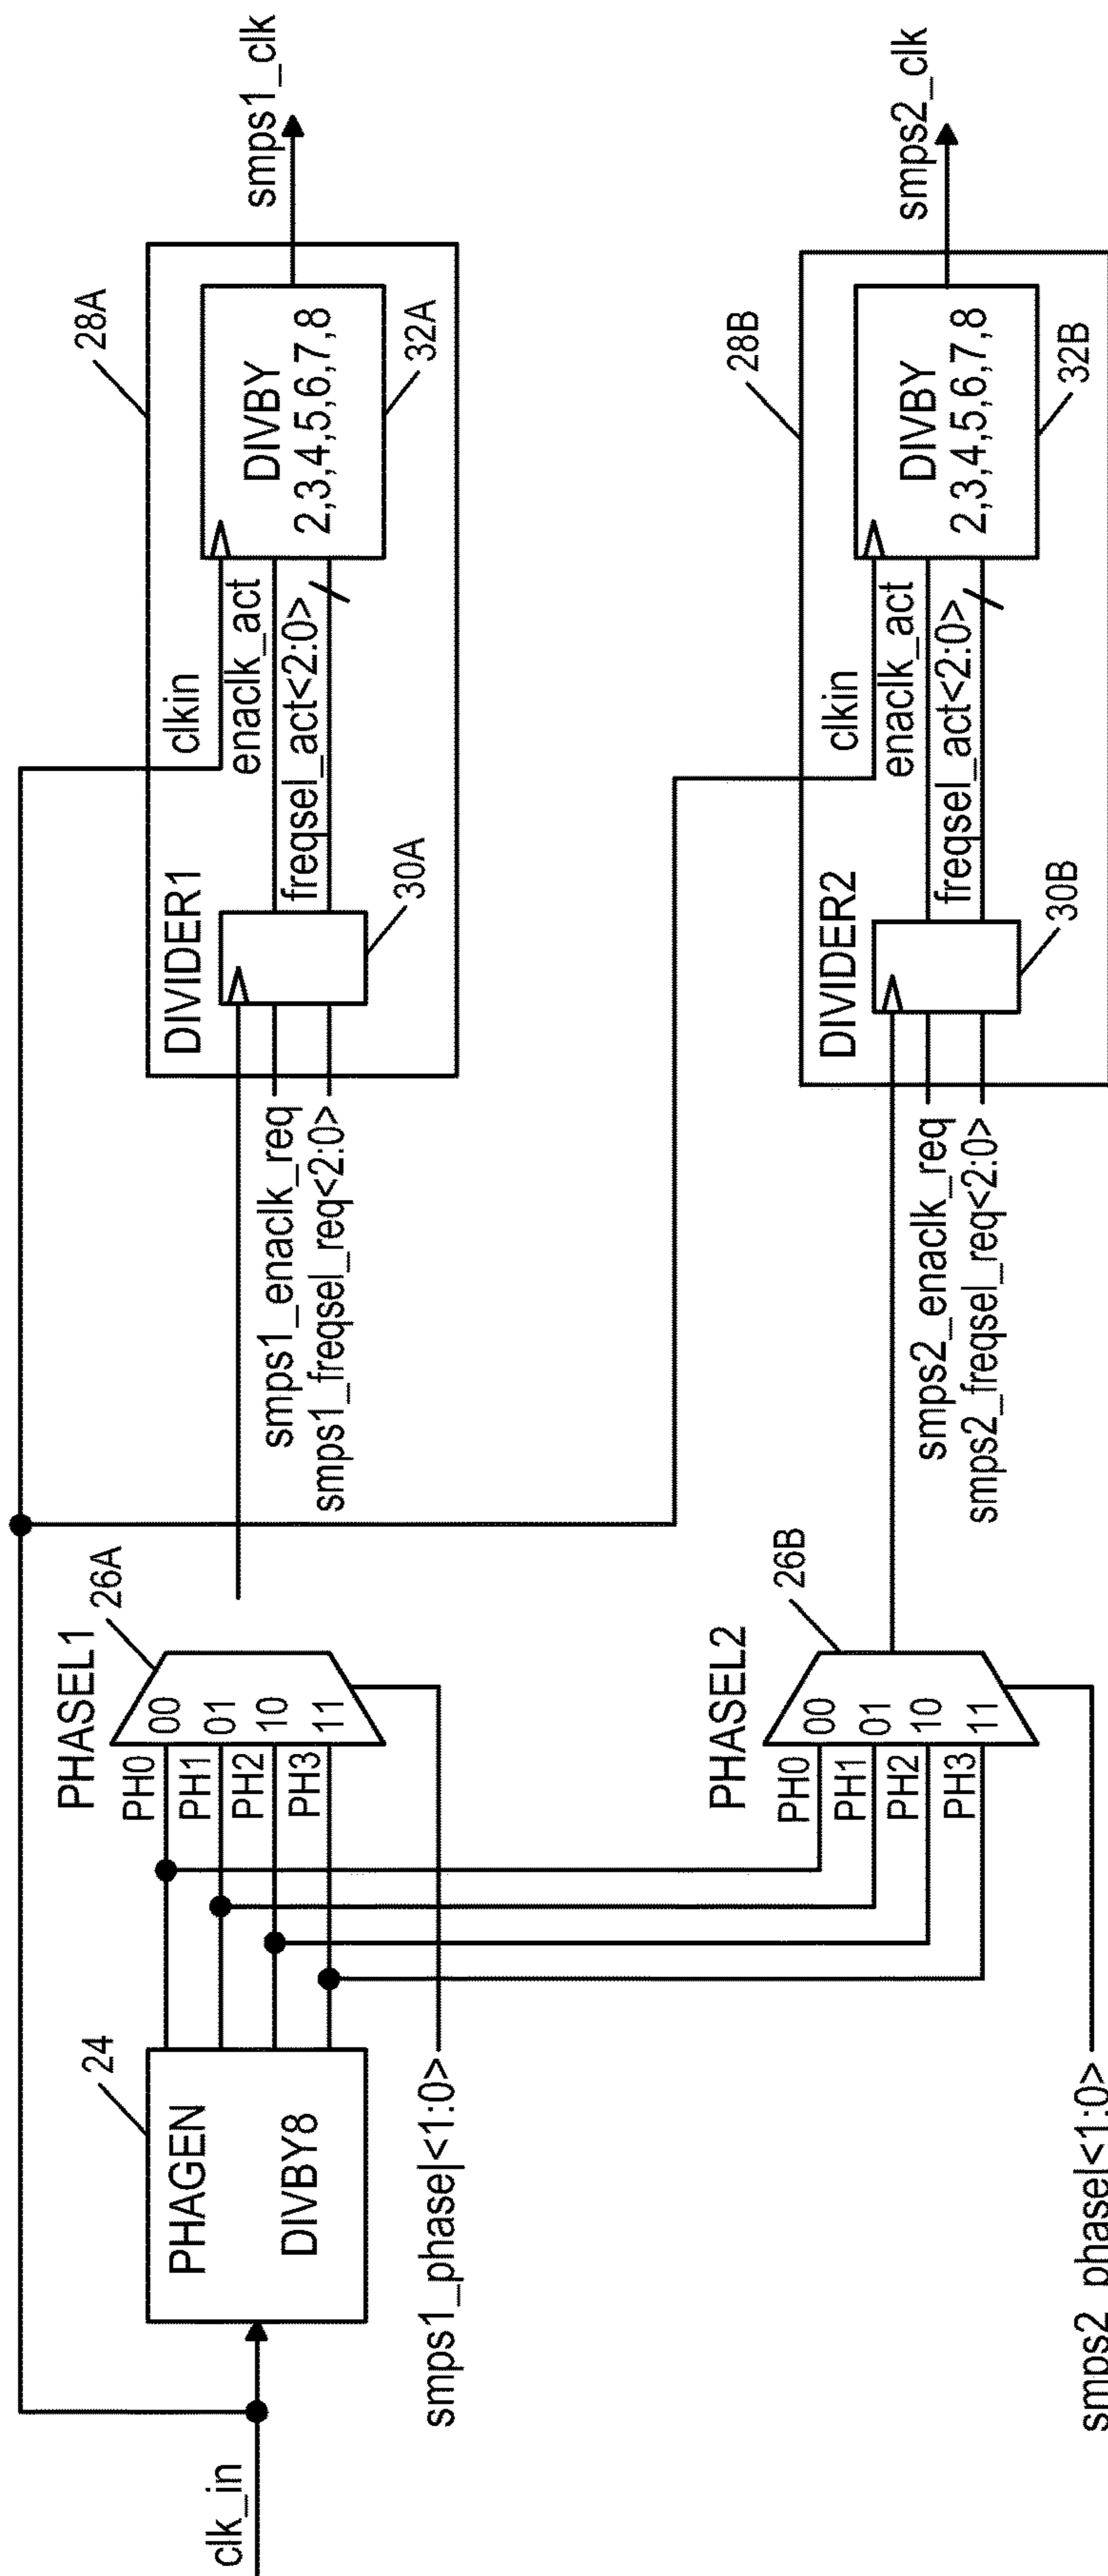 clk_in
PHAGEN
DIVBY8
24
PHASEL1
26A
PH0
PH1
PH2
PH3
00
01
10
11
smps1_phasel<1:0>
smps1_enaclk_req
smps1_freqsel_req<2:0>
DIVIDER1
30A
clkin
enaclk_act
freqsel_act<2:0>
28A
DIVBY
2,3,4,5,6,7,8
32A
smps1_clk
PHASEL2
26B
PH0
PH1
PH2
PH3
00
01
10
11
smps2_phasel<1:0>
smps2_enaclk_req
smps2_freqsel_req<2:0>
DIVIDER2
30B
clkin
enaclk_act
freqsel_act<2:0>
28B
DIVBY
2,3,4,5,6,7,8
32B
smps2_clk